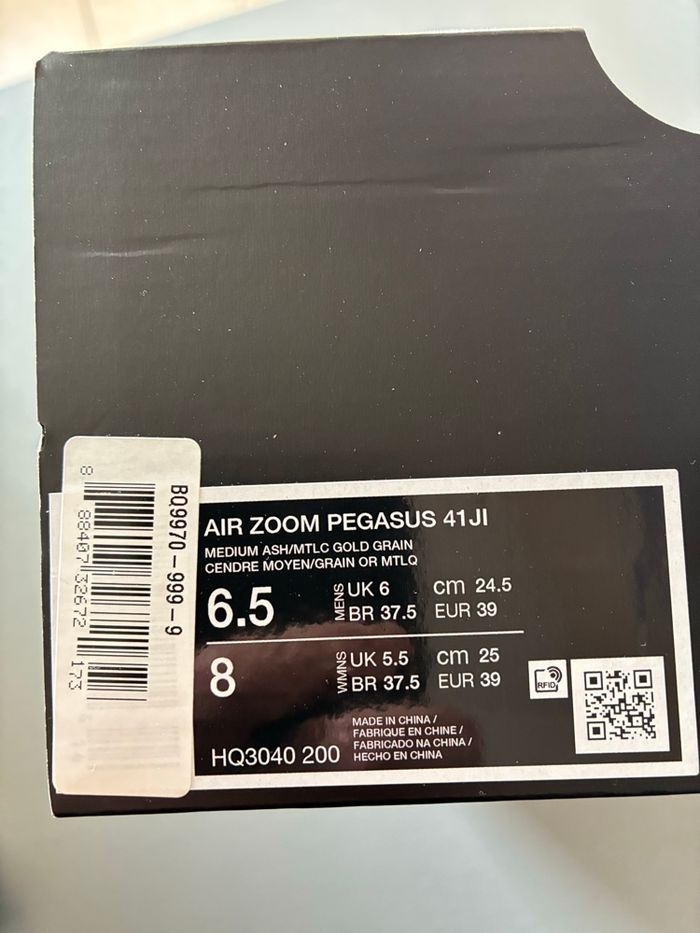 AIR ZOOM PEGASUS 41JI
MEDIUM ASH/MTLC GOLD GRAIN
CENDRE MOYEN/GRAIN OR MTLQ
6.5 MENS UK 6 cm 24.5
BR 37.5 EUR 39
8 WMNS UK 5.5 cm 25
BR 37.5 EUR 39
RFID
HQ3040 200
MADE IN CHINA /
FABRIQUE EN CHINE /
FABRICADO NA CHINA /
HECHO EN CHINA
BQ9970-999-9
8 88407 32672 173